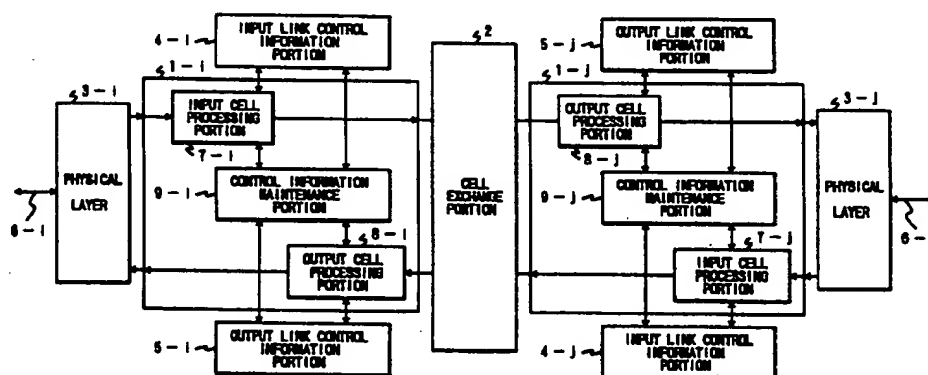 4-i
INPUT LINK CONTROL
INFORMATION
PORTION
1-i
3-i
PHYSICAL
LAYER
6-i
INPUT CELL
PROCESSING
PORTION
7-i
9-i
CONTROL INFORMATION
MAINTENANCE
PORTION
8-i
OUTPUT CELL
PROCESSING
PORTION
5-i
OUTPUT LINK CONTROL
INFORMATION
PORTION
2
CELL
EXCHANGE
PORTION
5-j
OUTPUT LINK CONTROL
INFORMATION
PORTION
1-j
OUTPUT CELL
PROCESSING
PORTION
8-j
9-j
CONTROL INFORMATION
MAINTENANCE
PORTION
7-j
INPUT CELL
PROCESSING
PORTION
4-j
INPUT LINK CONTROL
INFORMATION
PORTION
3-j
PHYSICAL
LAYER
6-